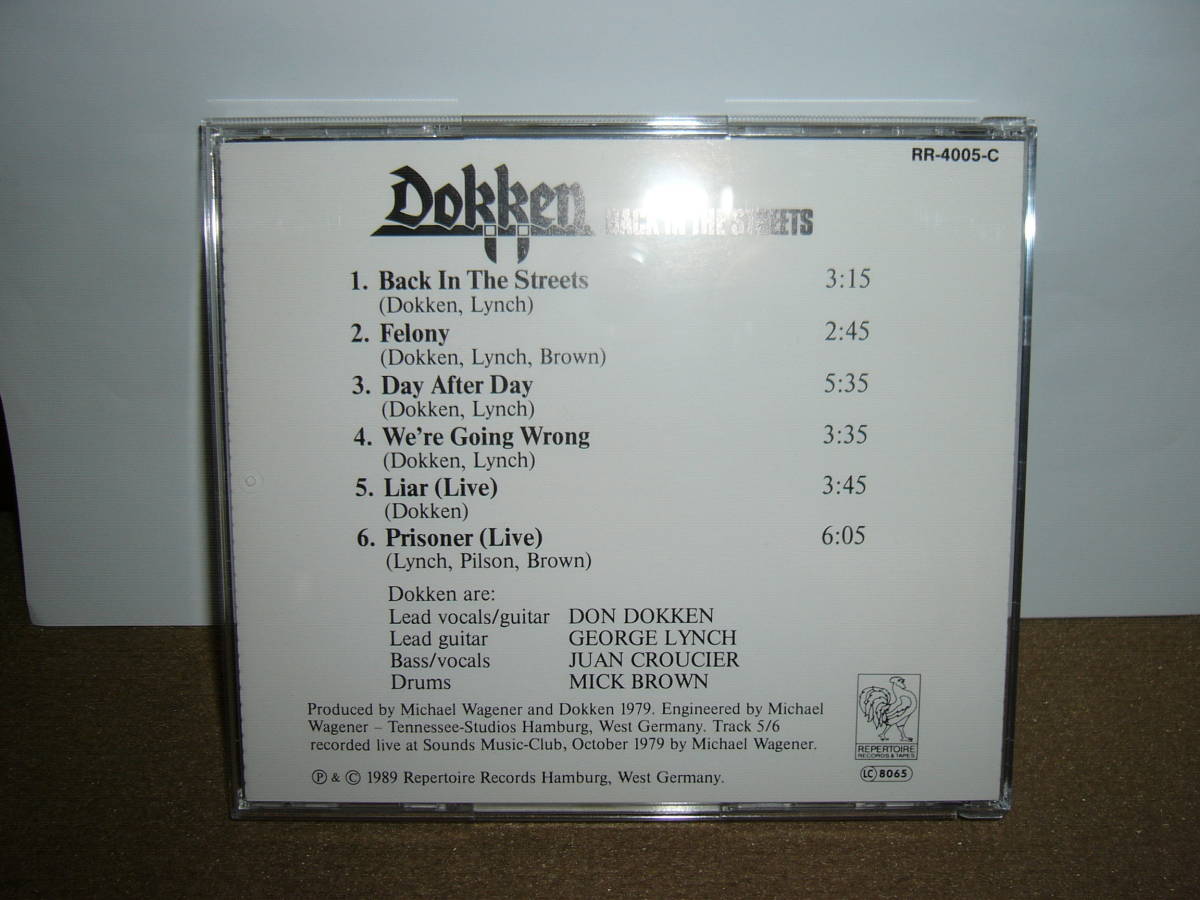 RR-4005-C
Dokken BACK IN THE STREETS
1. Back In The Streets 3:15
(Dokken, Lynch)
2. Felony 2:45
(Dokken, Lynch, Brown)
3. Day After Day 5:35
(Dokken, Lynch)
4. We're Going Wrong 3:35
(Dokken, Lynch)
5. Liar (Live) 3:45
(Dokken)
6. Prisoner (Live) 6:05
(Lynch, Pilson, Brown)
Dokken are:
Lead vocals/guitar DON DOKKEN
Lead guitar GEORGE LYNCH
Bass/vocals JUAN CROUCIER
Drums MICK BROWN
Produced by Michael Wagener and Dokken 1979. Engineered by Michael
Wagener – Tennessee-Studios Hamburg, West Germany. Track 5/6
recorded live at Sounds Music-Club, October 1979 by Michael Wagener.
℗ & © 1989 Repertoire Records Hamburg, West Germany.
REPERTOIRE
RECORDS & TAPES
LC 8065